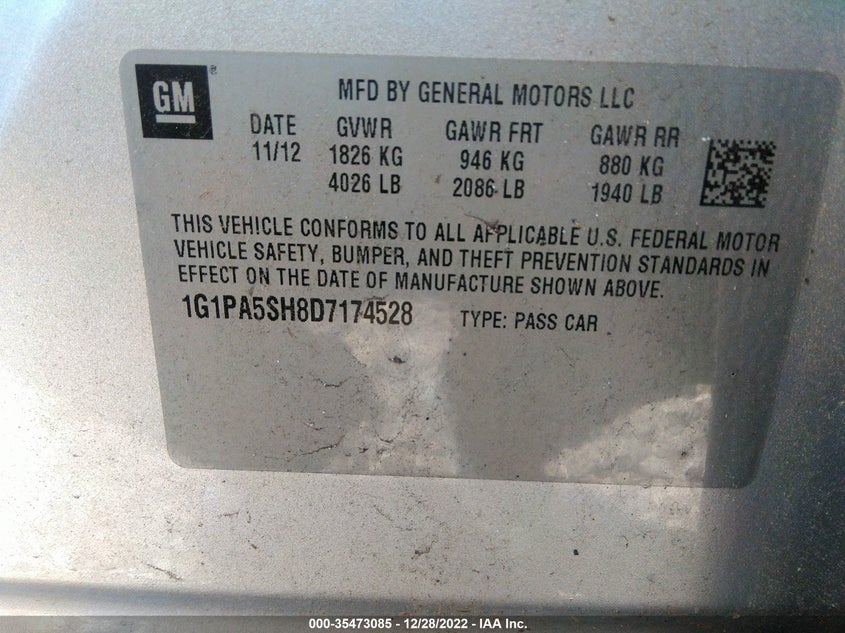 GM ®
MFD BY GENERAL MOTORS LLC
DATE GVWR GAWR FRT GAWR RR
11/12 1826 KG 946 KG 880 KG
4026 LB 2086 LB 1940 LB
THIS VEHICLE CONFORMS TO ALL APPLICABLE U.S. FEDERAL MOTOR
VEHICLE SAFETY, BUMPER, AND THEFT PREVENTION STANDARDS IN
EFFECT ON THE DATE OF MANUFACTURE SHOWN ABOVE.
1G1PA5SH8D7174528 TYPE: PASS CAR
000-35473085 - 12/28/2022 - IAA Inc.